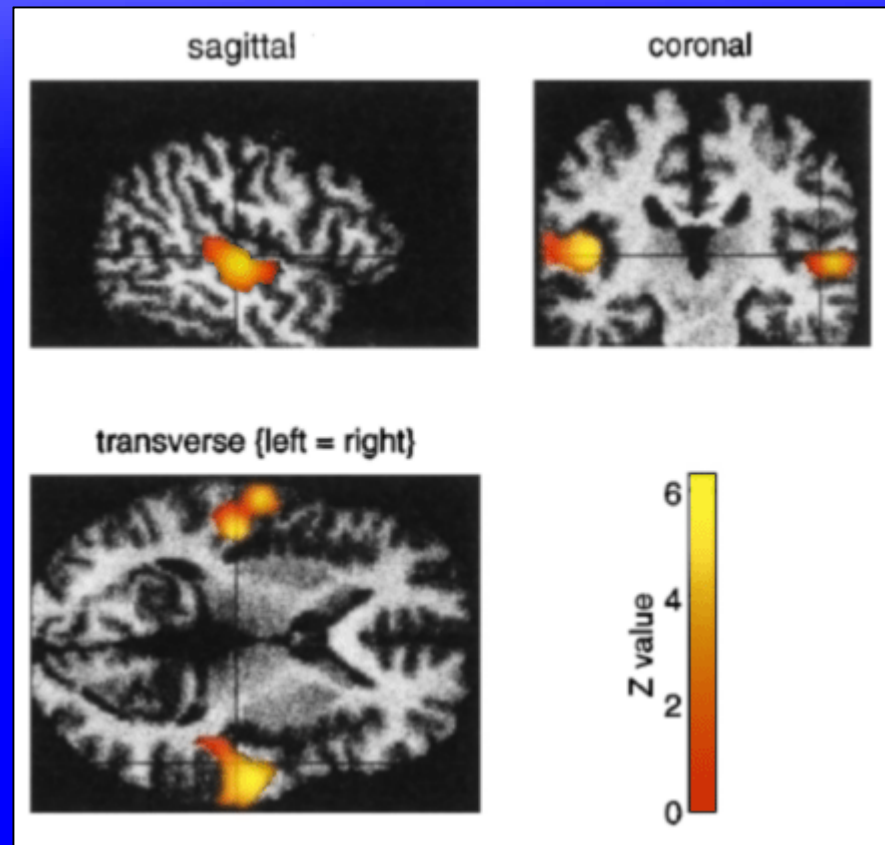 sagittal
coronal
transverse {left = right}
6
4
2
0
Z value